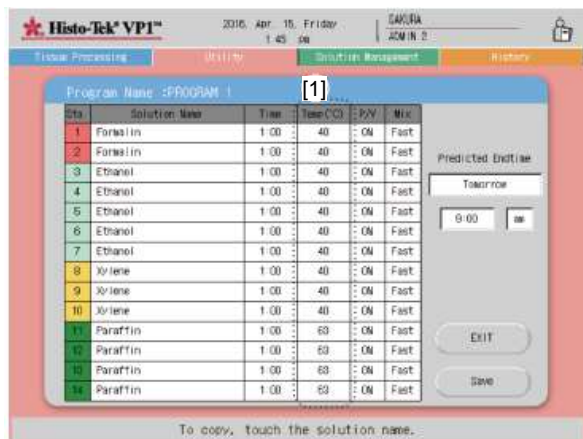 Histo-Tek® VP1™ 2016. Apr. 15, Friday SAKURA
1:45 pm ADMIN 2
Tissue Processing Utility Solution Management History
Program Name :PROGRAM 1 [1]
Sta. Solution Name Time Temp(°C) P/V Mix
1 Formalin 1:00 40 ON Fast
2 Formalin 1:00 40 ON Fast
3 Ethanol 1:00 40 ON Fast
4 Ethanol 1:00 40 ON Fast
5 Ethanol 1:00 40 ON Fast
6 Ethanol 1:00 40 ON Fast
7 Ethanol 1:00 40 ON Fast
8 Xylene 1:00 40 ON Fast
9 Xylene 1:00 40 ON Fast
10 Xylene 1:00 40 ON Fast
11 Paraffin 1:00 63 ON Fast
12 Paraffin 1:00 63 ON Fast
13 Paraffin 1:00 63 ON Fast
14 Paraffin 1:00 63 ON Fast
Predicted Endtime
Tomorrow
9:00 am
EXIT
Save
To copy, touch the solution name.